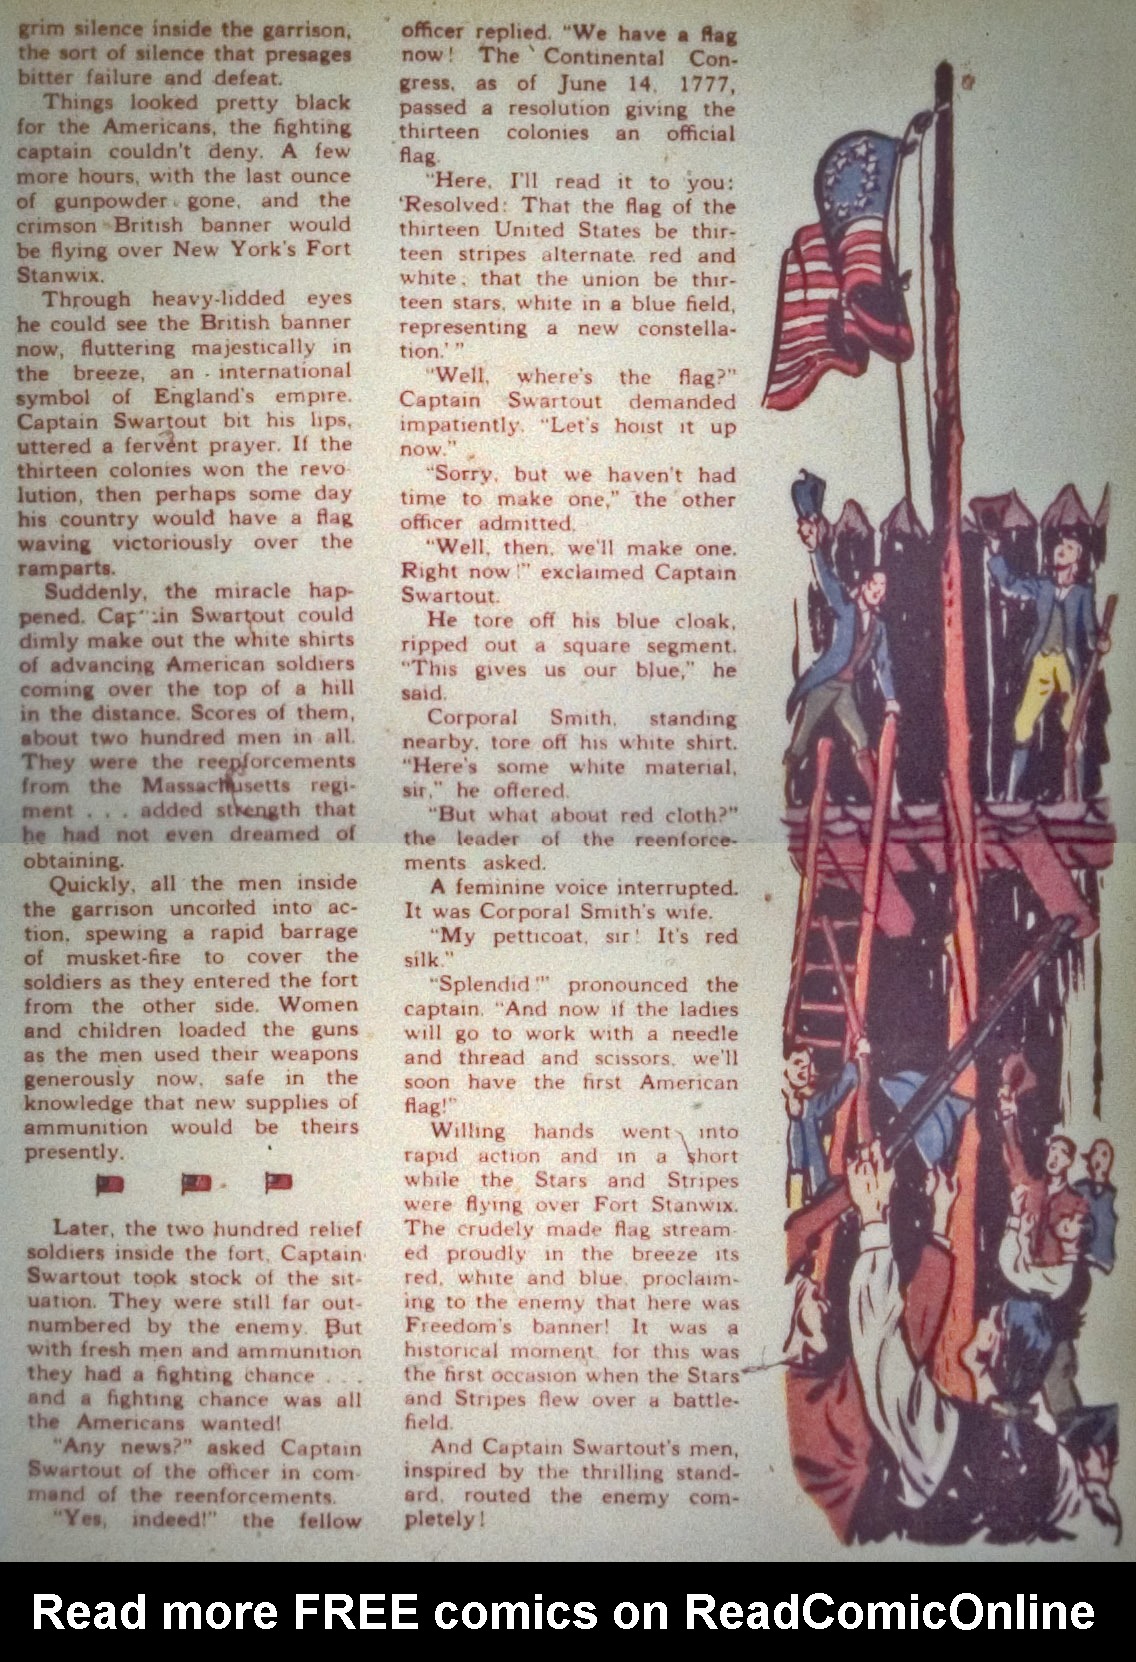 grim silence inside the garrison,
the sort of silence that presages
bitter failure and defeat.
Things looked pretty black
for the Americans, the fighting
captain couldn't deny. A few
more hours, with the last ounce
of gunpowder gone, and the
crimson British banner would
be flying over New York's Fort
Stanwix.
Through heavy-lidded eyes
he could see the British banner
now, fluttering majestically in
the breeze, an international
symbol of England's empire.
Captain Swartout bit his lips,
uttered a fervent prayer. If the
thirteen colonies won the revo-
lution, then perhaps some day
his country would have a flag
waving victoriously over the
ramparts.
Suddenly, the miracle hap-
pened. Captain Swartout could
dimly make out the white shirts
of advancing American soldiers
coming over the top of a hill
in the distance. Scores of them,
about two hundred men in all.
They were the reenforcements
from the Massachusetts regi-
ment . . . added strength that
he had not even dreamed of
obtaining.
Quickly, all the men inside
the garrison uncoiled into ac-
tion, spewing a rapid barrage
of musket-fire to cover the
soldiers as they entered the fort
from the other side. Women
and children loaded the guns
as the men used their weapons
generously now, safe in the
knowledge that new supplies of
ammunition would be theirs
presently.
Later, the two hundred relief
soldiers inside the fort, Captain
Swartout took stock of the sit-
uation. They were still far out-
numbered by the enemy. But
with fresh men and ammunition
they had a fighting chance . . .
and a fighting chance was all
the Americans wanted!
"Any news?" asked Captain
Swartout of the officer in com-
mand of the reenforcements.
"Yes, indeed!" the fellow
officer replied. "We have a flag
now! The Continental Con-
gress, as of June 14, 1777,
passed a resolution giving the
thirteen colonies an official
flag.
"Here, I'll read it to you:
'Resolved: That the flag of the
thirteen United States be thir-
teen stripes alternate red and
white; that the union be thir-
teen stars, white in a blue field,
representing a new constella-
tion.' "
"Well, where's the flag?"
Captain Swartout demanded
impatiently. "Let's hoist it up
now."
"Sorry, but we haven't had
time to make one," the other
officer admitted.
"Well, then, we'll make one.
Right now!" exclaimed Captain
Swartout.
He tore off his blue cloak,
ripped out a square segment.
"This gives us our blue," he
said.
Corporal Smith, standing
nearby, tore off his white shirt.
"Here's some white material,
sir," he offered.
"But what about red cloth?"
the leader of the reenforce-
ments asked.
A feminine voice interrupted.
It was Corporal Smith's wife.
"My petticoat, sir! It's red
silk."
"Splendid!" pronounced the
captain. "And now if the ladies
will go to work with a needle
and thread and scissors, we'll
soon have the first American
flag!"
Willing hands went into
rapid action and in a short
while the Stars and Stripes
were flying over Fort Stanwix.
The crudely made flag stream-
ed proudly in the breeze its
red, white and blue, proclaim-
ing to the enemy that here was
Freedom's banner! It was a
historical moment, for this was
the first occasion when the Stars
and Stripes flew over a battle-
field.
And Captain Swartout's men,
inspired by the thrilling stand-
ard, routed the enemy com-
pletely!
Read more FREE comics on ReadComicOnline